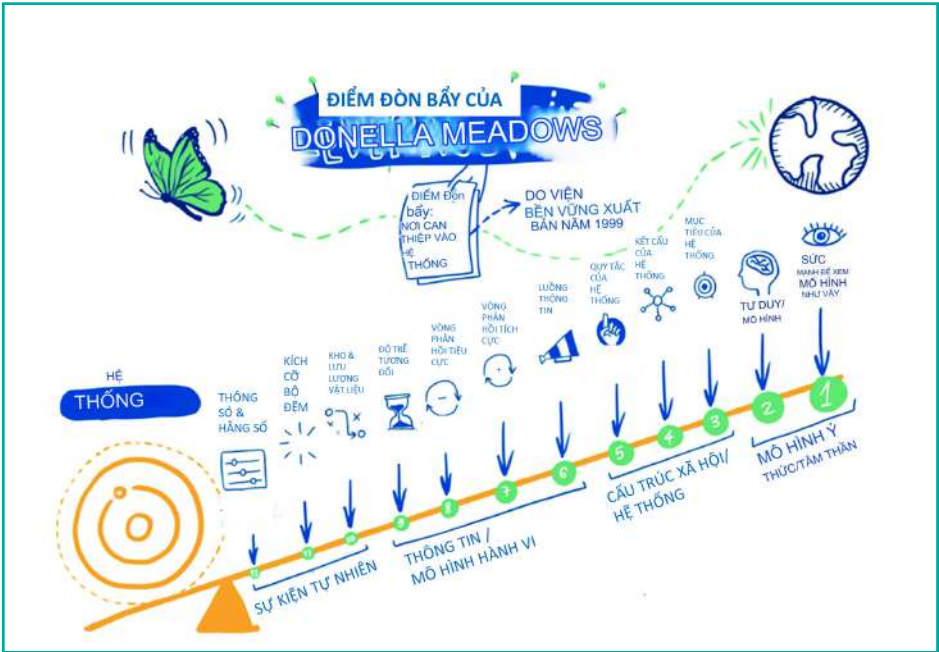 ĐIỂM ĐÒN BẨY CỦA
DONELLA MEADOWS
ĐIỂM Đòn
bẩy:
NƠI CAN
THIỆP VÀO
HỆ
THỐNG
DO VIỆN
BỀN VỮNG XUẤT
BẢN NĂM 1999
HỆ
THỐNG
THÔNG
SỐ &
HẰNG SỐ
KÍCH
CỠ
BỘ
ĐỆM
KHO &
LƯU
LƯỢNG
VẬT LIỆU
ĐỘ TRỄ
TƯƠNG
ĐỐI
VÒNG
PHẢN
HỒI TIÊU
CỰC
VÒNG
PHẢN
HỒI TÍCH
CỰC
LUỒNG
THÔNG
TIN
QUY TẮC
CỦA
HỆ
THỐNG
KẾT CẤU
CỦA
HỆ
THỐNG
MỤC
TIÊU CỦA
HỆ
THỐNG
TƯ DUY/
MÔ HÌNH
SỨC
MẠNH ĐỂ XEM
MÔ HÌNH
NHƯ VẬY
12
11
10
9
8
7
6
5
4
3
2
1
SỰ KIỆN TỰ NHIÊN
THÔNG TIN /
MÔ HÌNH HÀNH VI
CẤU TRÚC XÃ HỘI/
HỆ THỐNG
MÔ HÌNH Ý
THỨC/TÂM THẦN